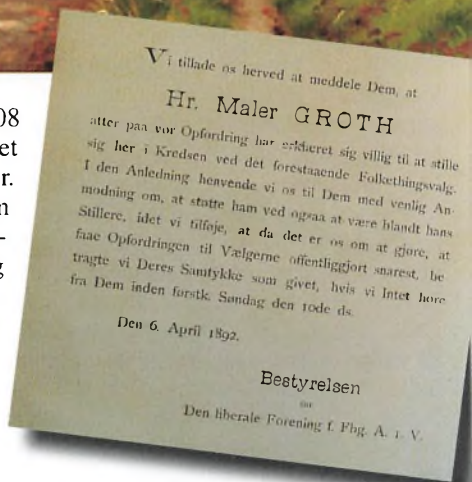 08
et
r.
n
-
g
Vi tillade os herved at meddele Dem, at
Hr. Maler GROTH
atter paa vor Opfordring har erklæret sig villig til at stille
sig her i Kredsen ved det forestaaende Folkethingsvalg.
I den Anledning henvende vi os til Dem med venlig An-
modning om, at støtte ham ved ogsaa at være blandt hans
Stillere, idet vi tilføje, at da det er os om at gjøre, at
faae Opfordringen til Vælgerne offentliggjort snarest, be
tragte vi Deres Samtykke som givet, hvis vi Intet høre
fra Dem inden førstk. Søndag den 10de ds.
Den 6. April 1892.
Bestyrelsen
for
Den liberale Forening f. Fbg. A. 1. V.